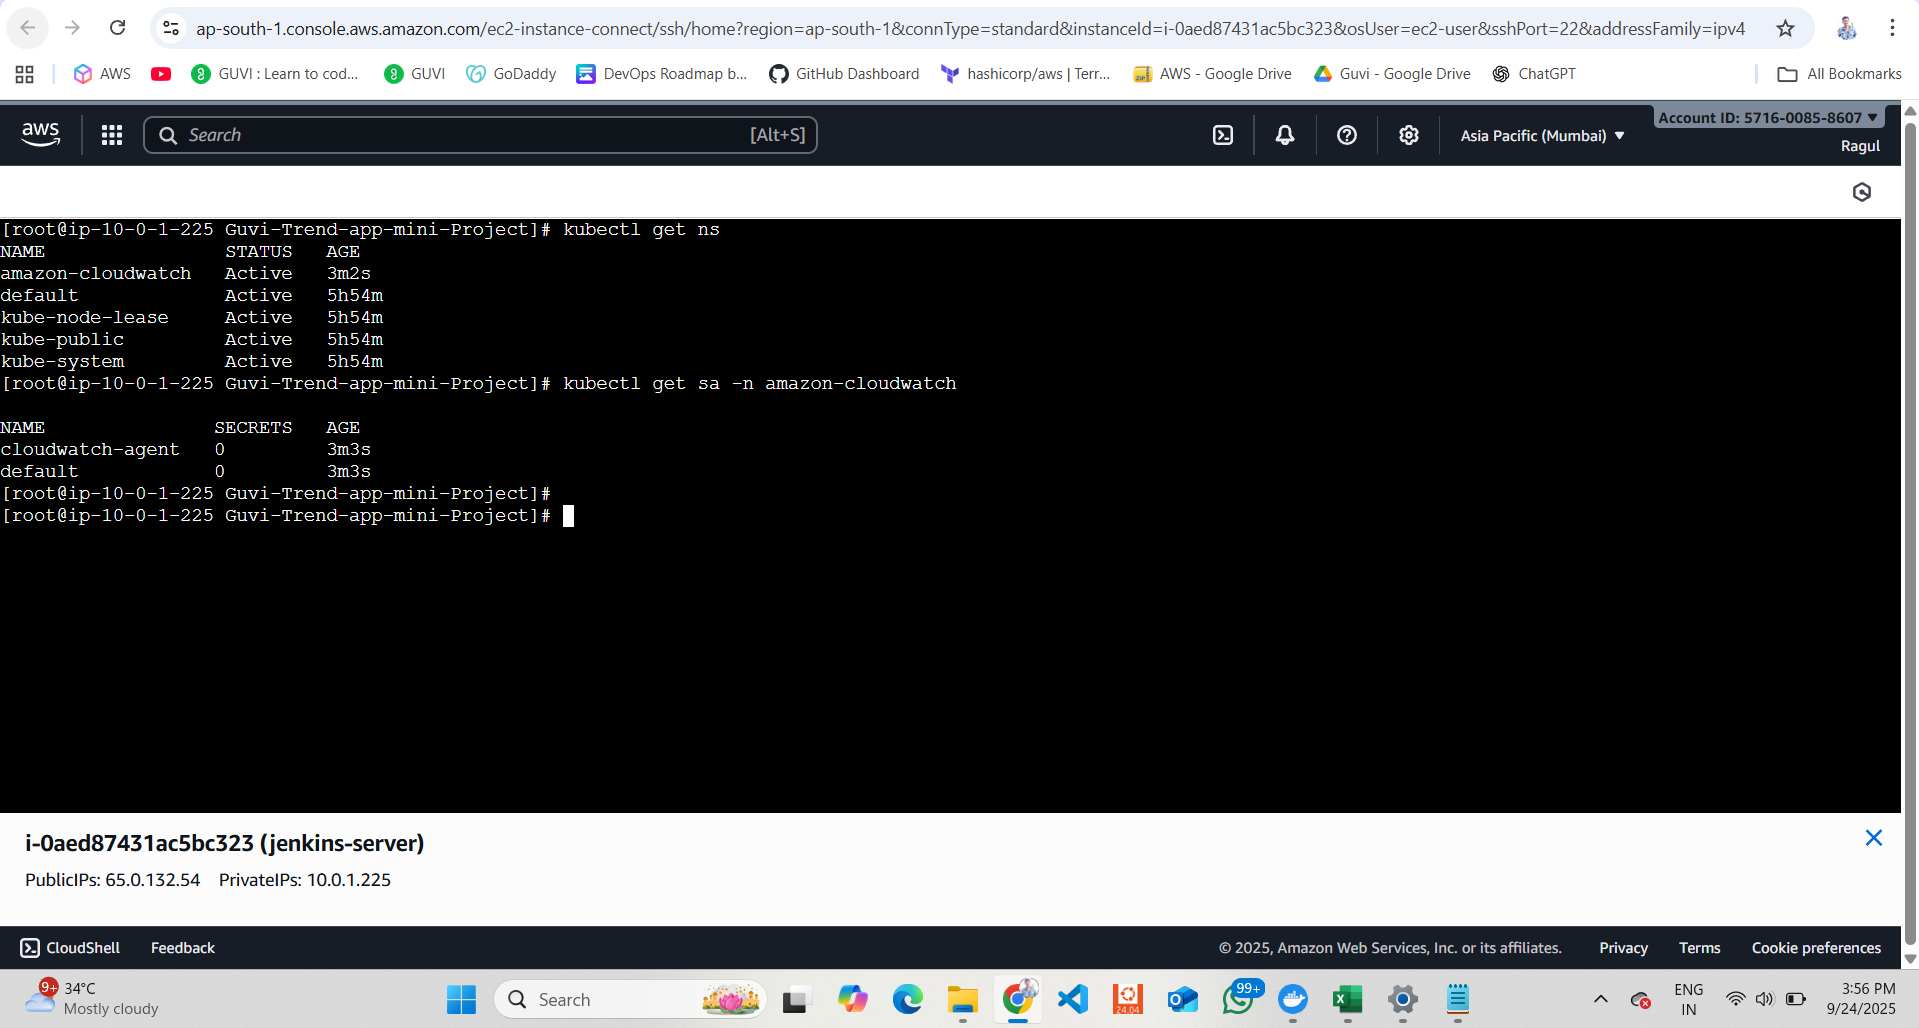 ap-south-1.console.aws.amazon.com/ec2-instance-connect/ssh/home?region=ap-south-1&connType=standard&instanceId=i-0aed87431ac5bc323&osUser=ec2-user&sshPort=22&addressFamily=ipv4
AWS GUVI : Learn to cod... GUVI GoDaddy DevOps Roadmap b... GitHub Dashboard hashicorp/aws | Terr... AWS - Google Drive Guvi - Google Drive ChatGPT All Bookmarks
aws Search [Alt+S] Asia Pacific (Mumbai) Account ID: 5716-0085-8607
Ragul
[root@ip-10-0-1-225 Guvi-Trend-app-mini-Project]# kubectl get ns
NAME STATUS AGE
amazon-cloudwatch Active 3m2s
default Active 5h54m
kube-node-lease Active 5h54m
kube-public Active 5h54m
kube-system Active 5h54m
[root@ip-10-0-1-225 Guvi-Trend-app-mini-Project]# kubectl get sa -n amazon-cloudwatch
NAME SECRETS AGE
cloudwatch-agent 0 3m3s
default 0 3m3s
[root@ip-10-0-1-225 Guvi-Trend-app-mini-Project]#
[root@ip-10-0-1-225 Guvi-Trend-app-mini-Project]#
i-0aed87431ac5bc323 (jenkins-server)
PublicIPs: 65.0.132.54 PrivateIPs: 10.0.1.225
CloudShell Feedback © 2025, Amazon Web Services, Inc. or its affiliates. Privacy Terms Cookie preferences
9+ 34°C
Mostly cloudy
Search
24.04
99+
ENG
IN
3:56 PM
9/24/2025